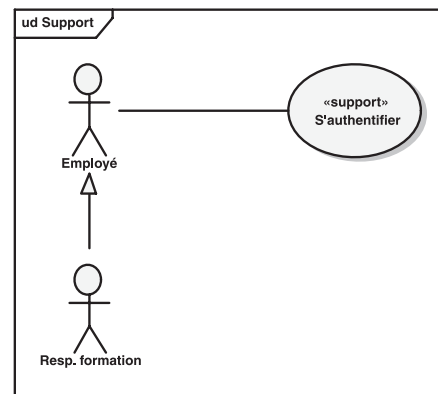 ud Support
«support»
S'authentifier
Employé
Resp. formation